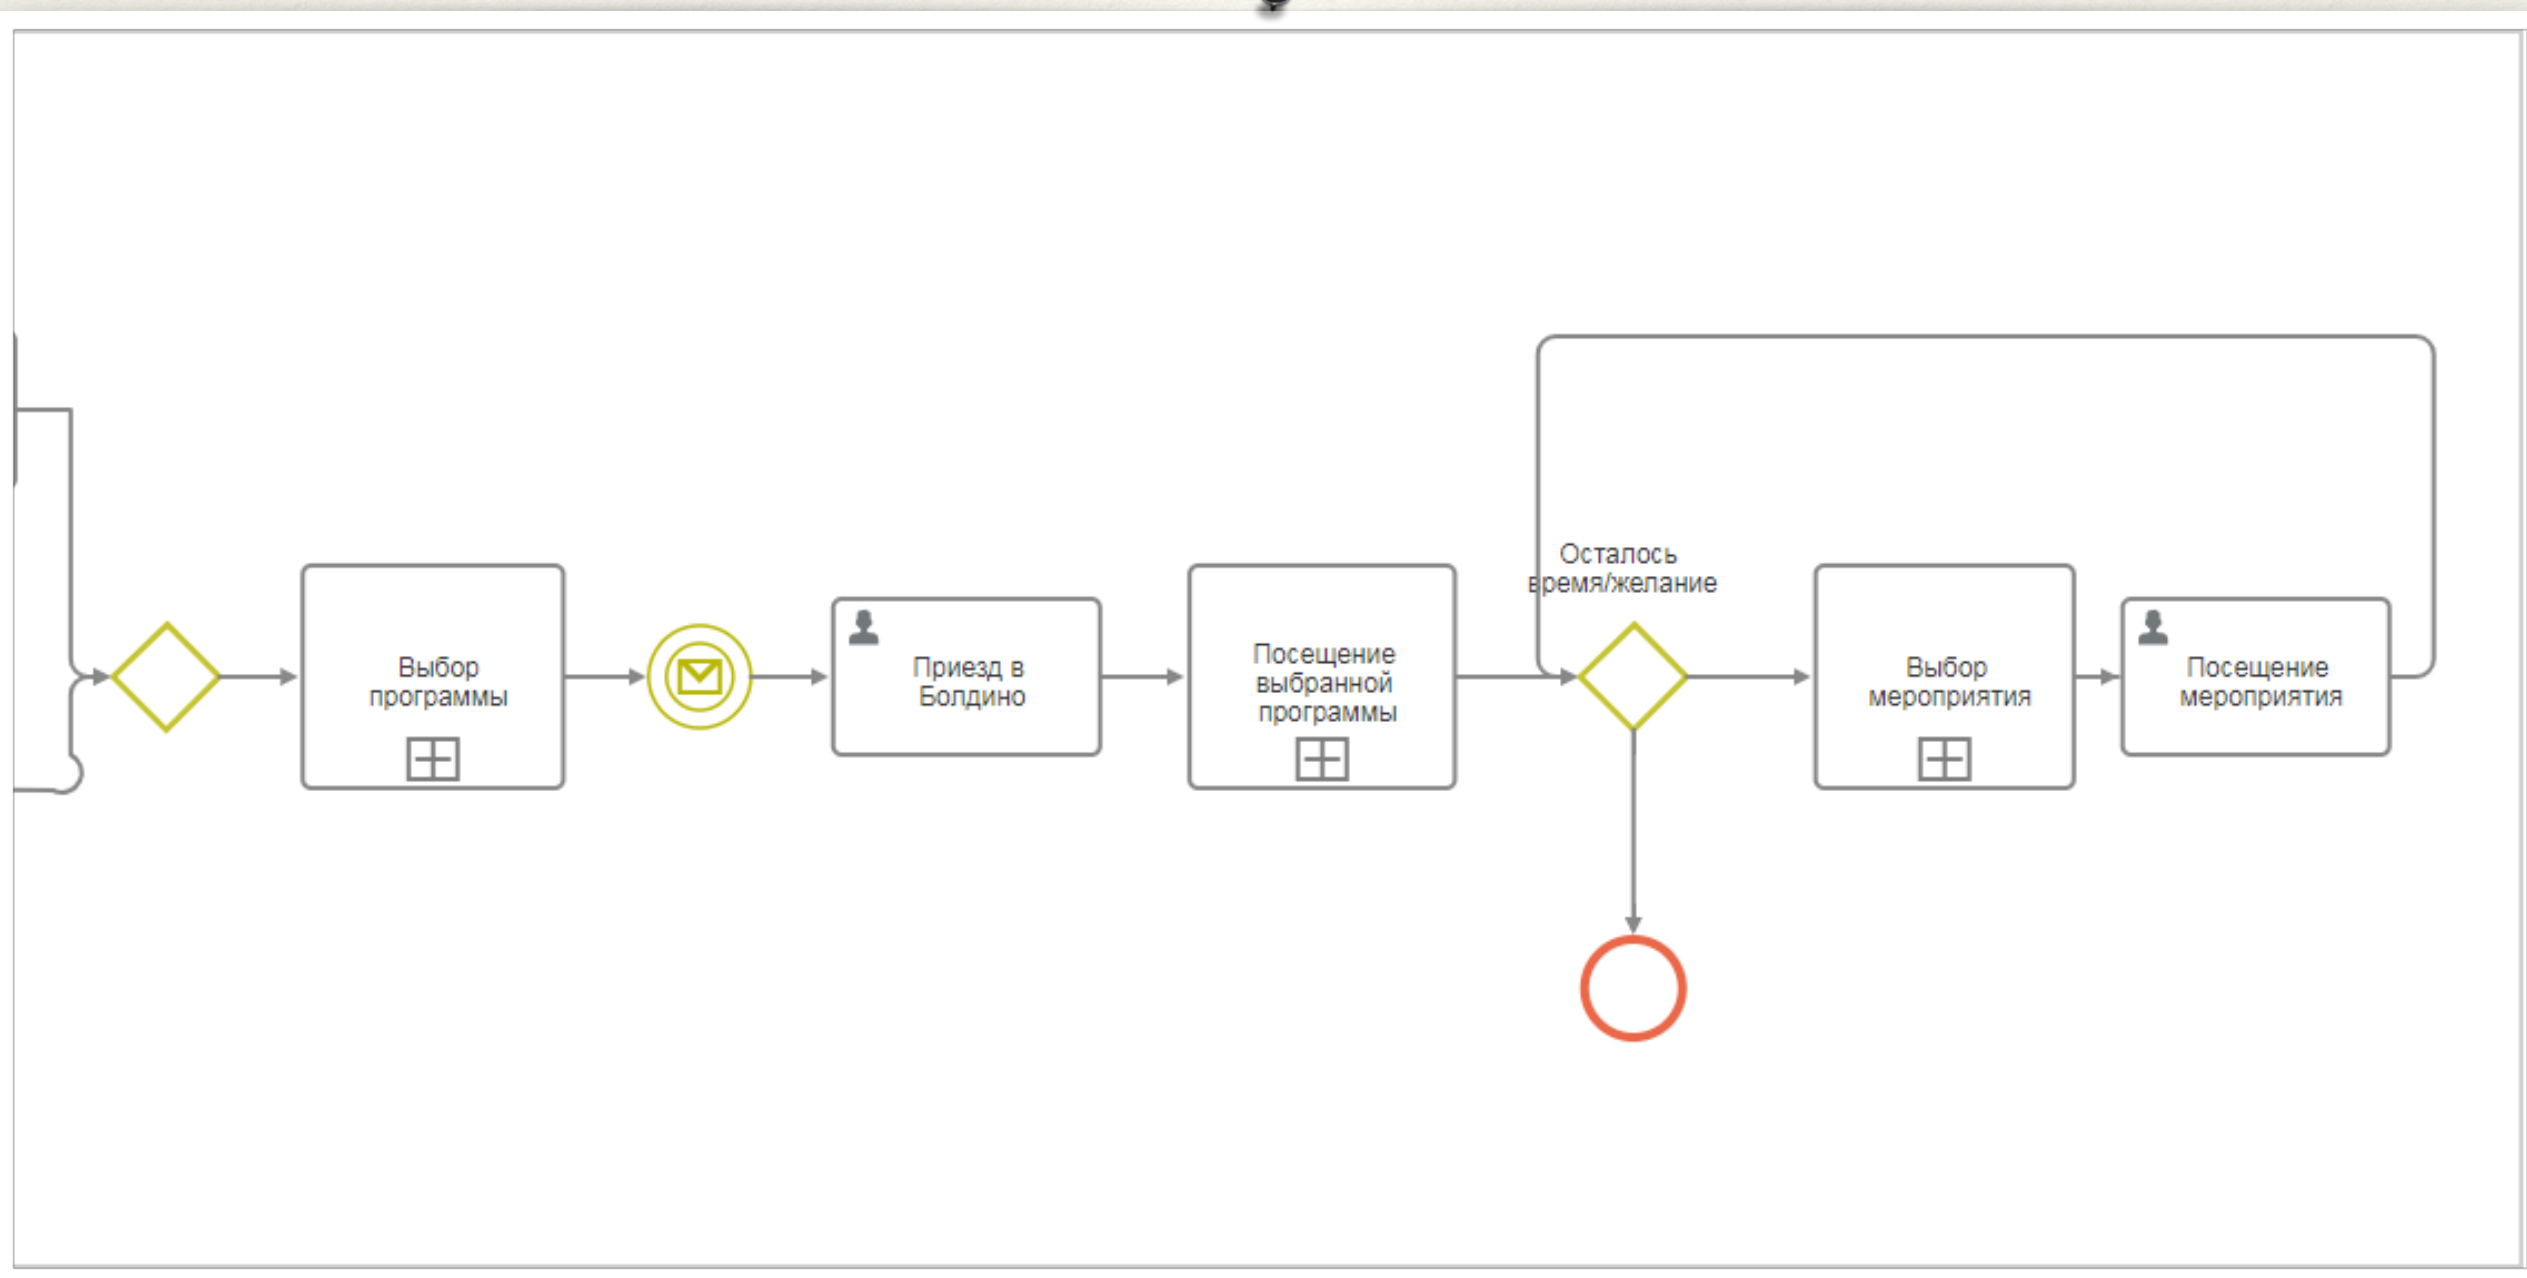 Выбор
программы
Приезд в
Болдино
Посещение
выбранной
программы
Осталось
время/желание
Выбор
мероприятия
Посещение
мероприятия